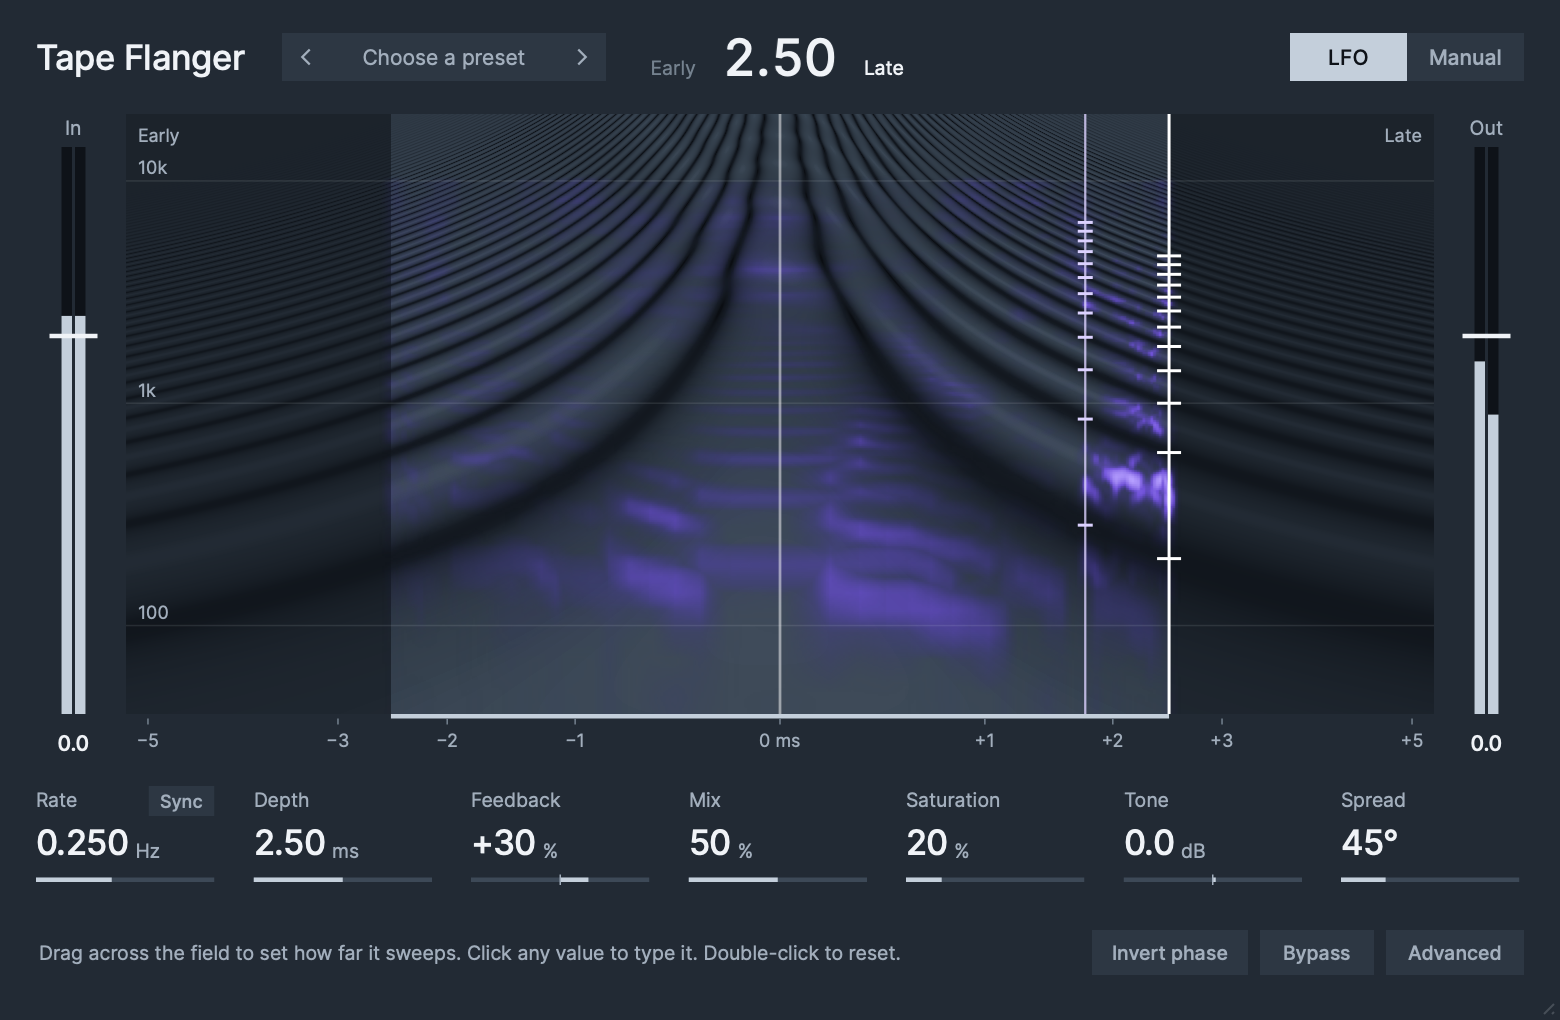 Tape Flanger
Choose a preset
Early 2.50 Late
LFO Manual
In
Out
Early
Late
10k
1k
100
0.0
−5 −3 −2 −1 0 ms +1 +2 +3 +5
0.0
Rate Sync
0.250 Hz
Depth
2.50 ms
Feedback
+30 %
Mix
50 %
Saturation
20 %
Tone
0.0 dB
Spread
45°
Drag across the field to set how far it sweeps. Click any value to type it. Double-click to reset.
Invert phase Bypass Advanced